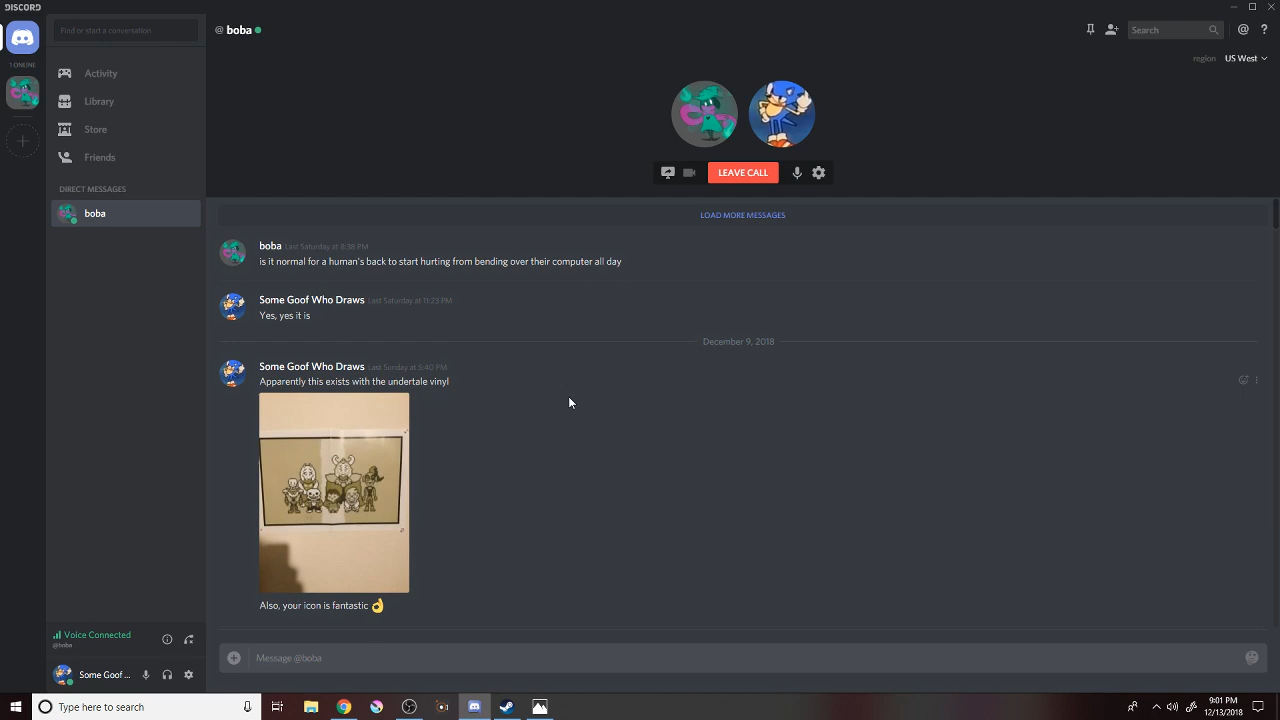 DISCORD
Find or start a conversation
@ boba
Search
1 ONLINE
region US West
Activity
Library
Store
Friends
LEAVE CALL
DIRECT MESSAGES
boba
LOAD MORE MESSAGES
boba Last Saturday at 8:38 PM
is it normal for a human's back to start hurting from bending over their computer all day
Some Goof Who Draws Last Saturday at 11:23 PM
Yes, yes it is
December 9, 2018
Some Goof Who Draws Last Sunday at 5:40 PM
Apparently this exists with the undertale vinyl
Also, your icon is fantastic 👌
Voice Connected
@boba
Some Goof ...
Message @boba
Type here to search
9:01 PM
12/13/2018